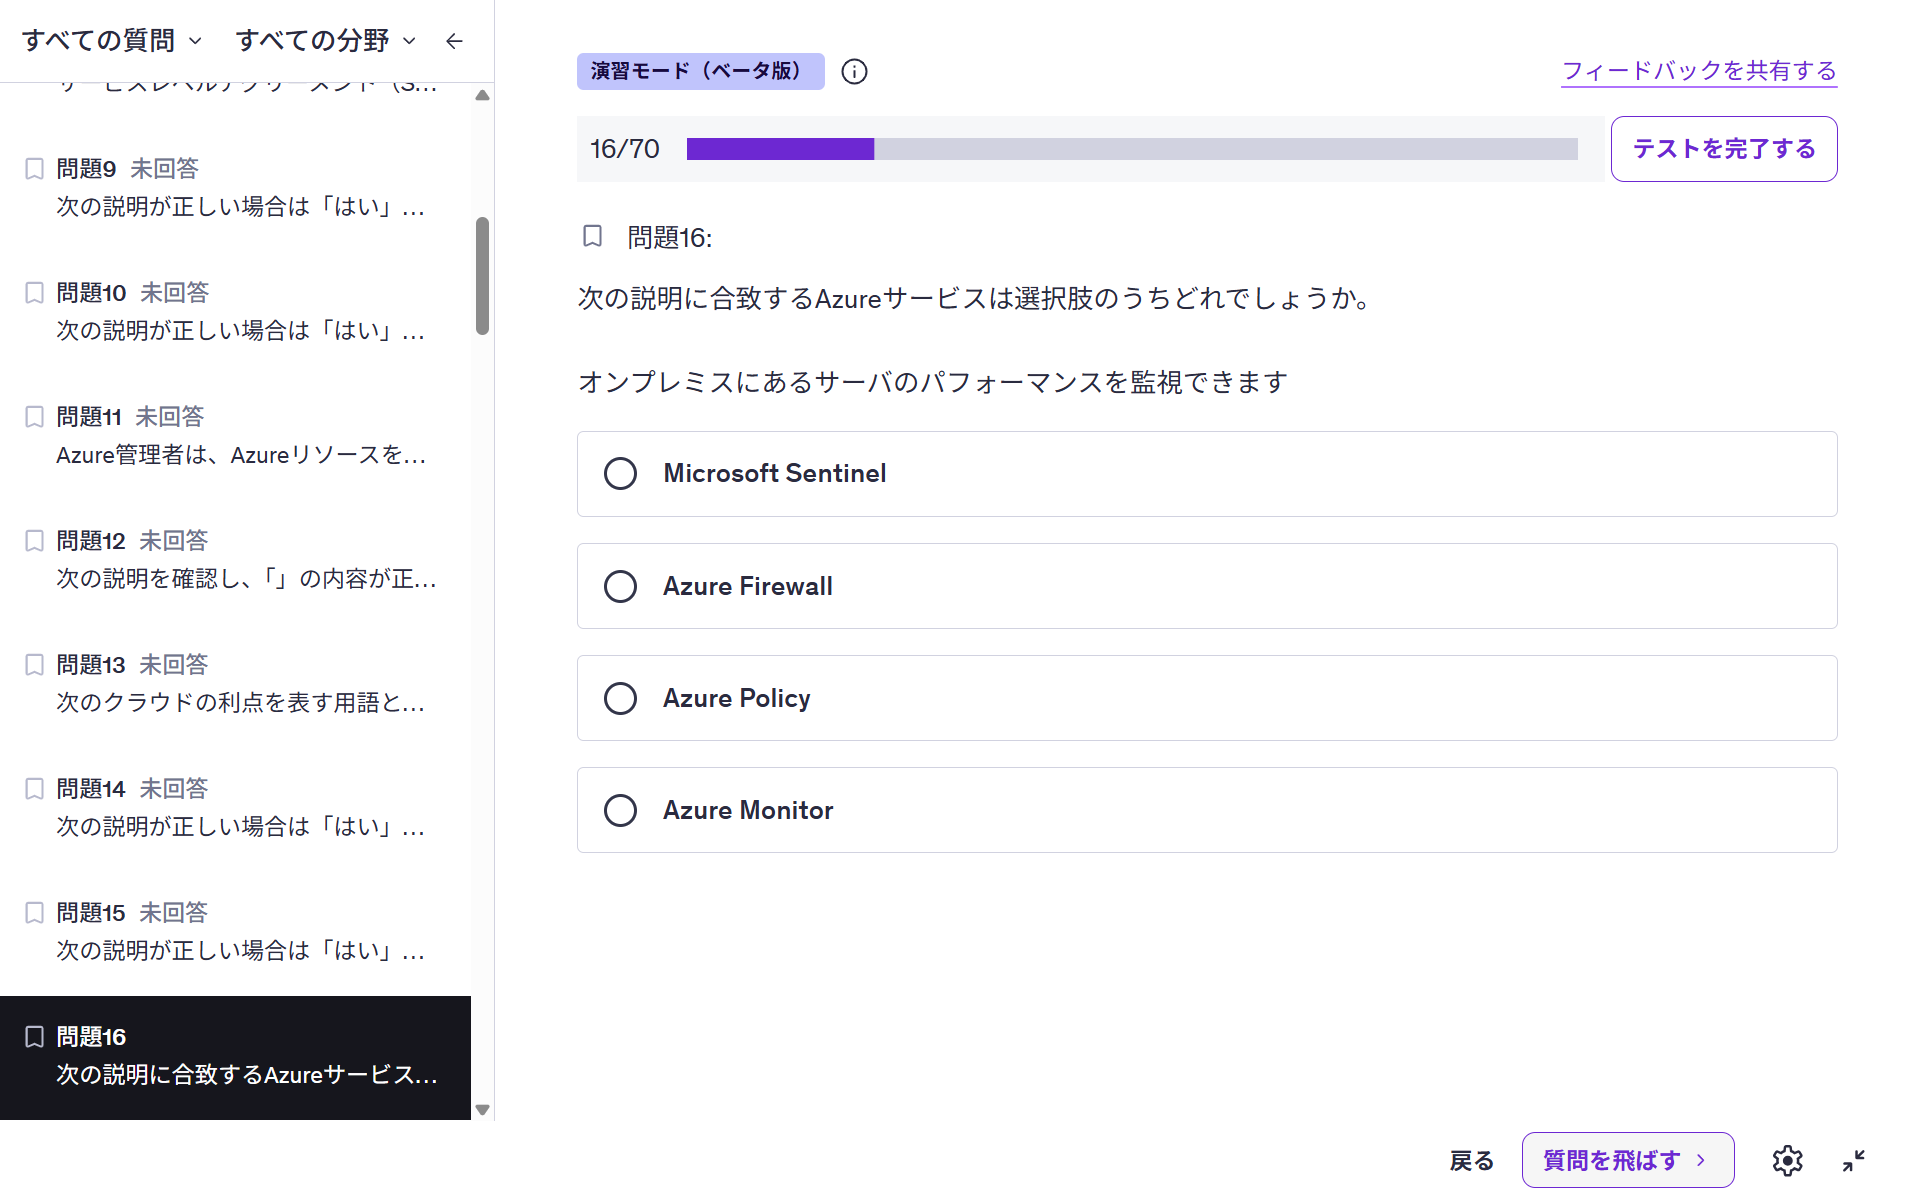 すべての質問
すべての分野
問題9 未回答
次の説明が正しい場合は「はい」...
問題10 未回答
次の説明が正しい場合は「はい」...
問題11 未回答
Azure管理者は、Azureリソースを...
問題12 未回答
次の説明を確認し、「」の内容が正...
問題13 未回答
次のクラウドの利点を表す用語と...
問題14 未回答
次の説明が正しい場合は「はい」...
問題15 未回答
次の説明が正しい場合は「はい」...
問題16
次の説明に合致するAzureサービス...
演習モード（ベータ版）
フィードバックを共有する
16/70
テストを完了する
問題16:
次の説明に合致するAzureサービスは選択肢のうちどれでしょうか。
オンプレミスにあるサーバのパフォーマンスを監視できます
Microsoft Sentinel
Azure Firewall
Azure Policy
Azure Monitor
戻る
質問を飛ばす